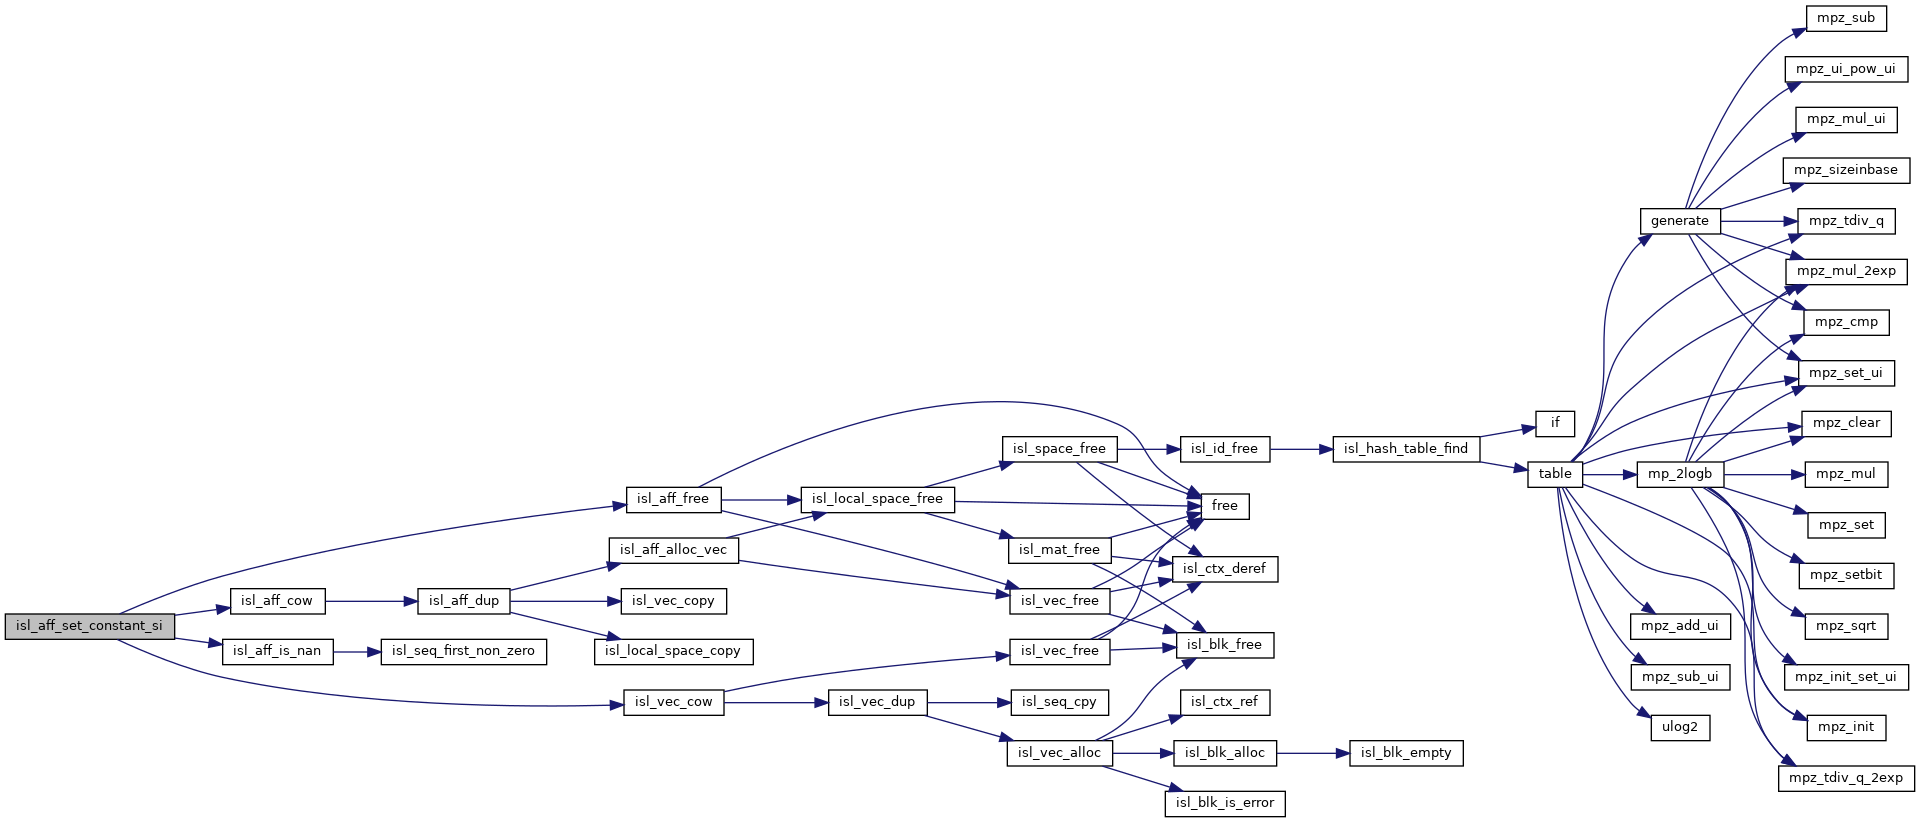 isl_aff_set_constant_si
isl_aff_cow
isl_aff_is_nan
isl_aff_dup
isl_seq_first_non_zero
isl_aff_free
isl_aff_alloc_vec
isl_vec_copy
isl_local_space_copy
isl_vec_cow
isl_local_space_free
isl_vec_dup
isl_space_free
isl_mat_free
isl_vec_free
isl_vec_free
isl_seq_cpy
isl_vec_alloc
isl_id_free
free
isl_ctx_deref
isl_blk_free
isl_ctx_ref
isl_blk_alloc
isl_blk_is_error
isl_hash_table_find
isl_blk_empty
if
table
generate
mp_2logb
mpz_add_ui
mpz_sub_ui
ulog2
mpz_sub
mpz_ui_pow_ui
mpz_mul_ui
mpz_sizeinbase
mpz_tdiv_q
mpz_mul_2exp
mpz_cmp
mpz_set_ui
mpz_clear
mpz_mul
mpz_set
mpz_setbit
mpz_sqrt
mpz_init_set_ui
mpz_init
mpz_tdiv_q_2exp